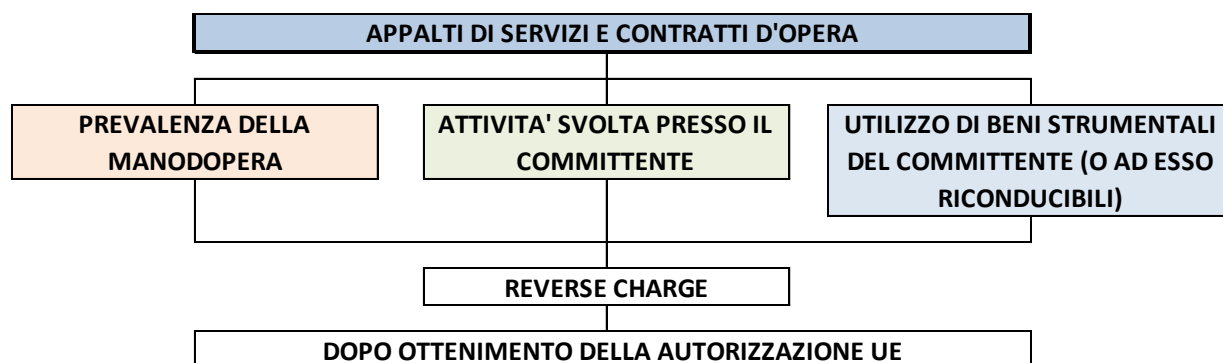 APPALTI DI SERVIZI E CONTRATTI D'OPERA
PREVALENZA DELLA
MANODOPERA
ATTIVITA' SVOLTA PRESSO IL
COMMITTENTE
UTILIZZO DI BENI STRUMENTALI
DEL COMMITTENTE (O AD ESSO
RICONDUCIBILI)
REVERSE CHARGE
DOPO OTTENIMENTO DELLA AUTORIZZAZIONE UE